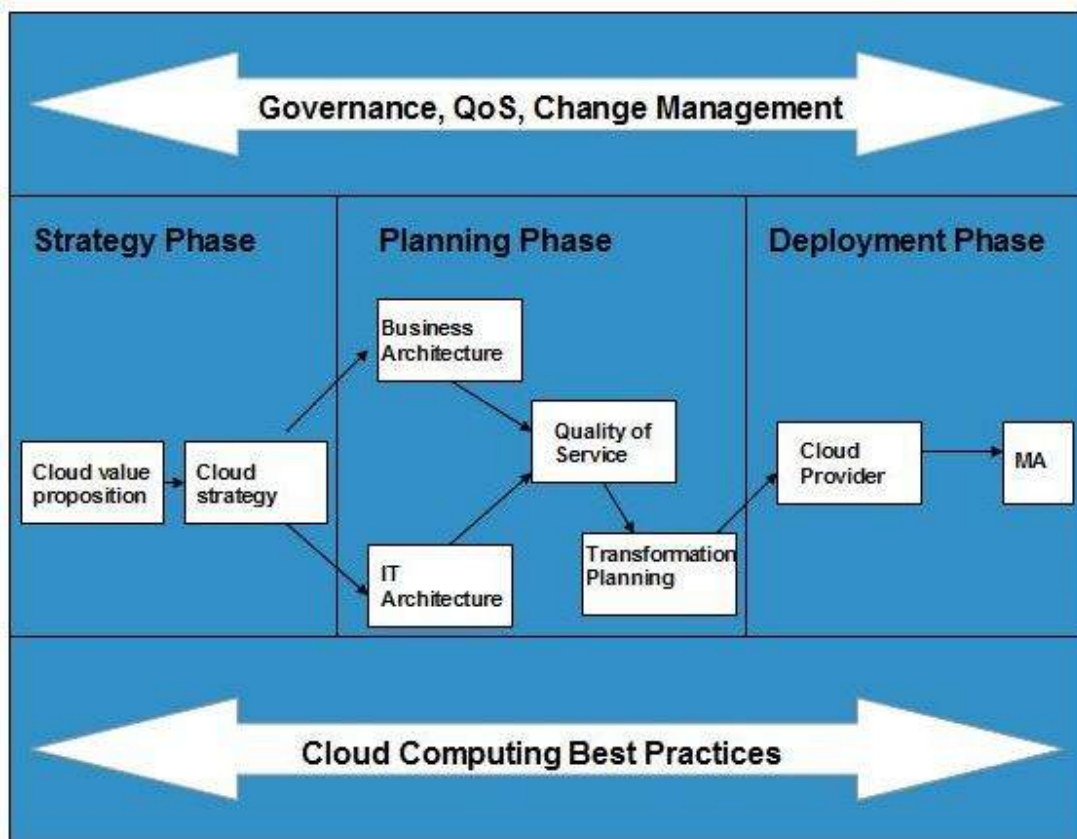 Governance, QoS, Change Management
Strategy Phase
Planning Phase
Deployment Phase
Cloud value
proposition
Cloud
strategy
Business
Architecture
IT
Architecture
Quality of
Service
Transformation
Planning
Cloud
Provider
MA
Cloud Computing Best Practices